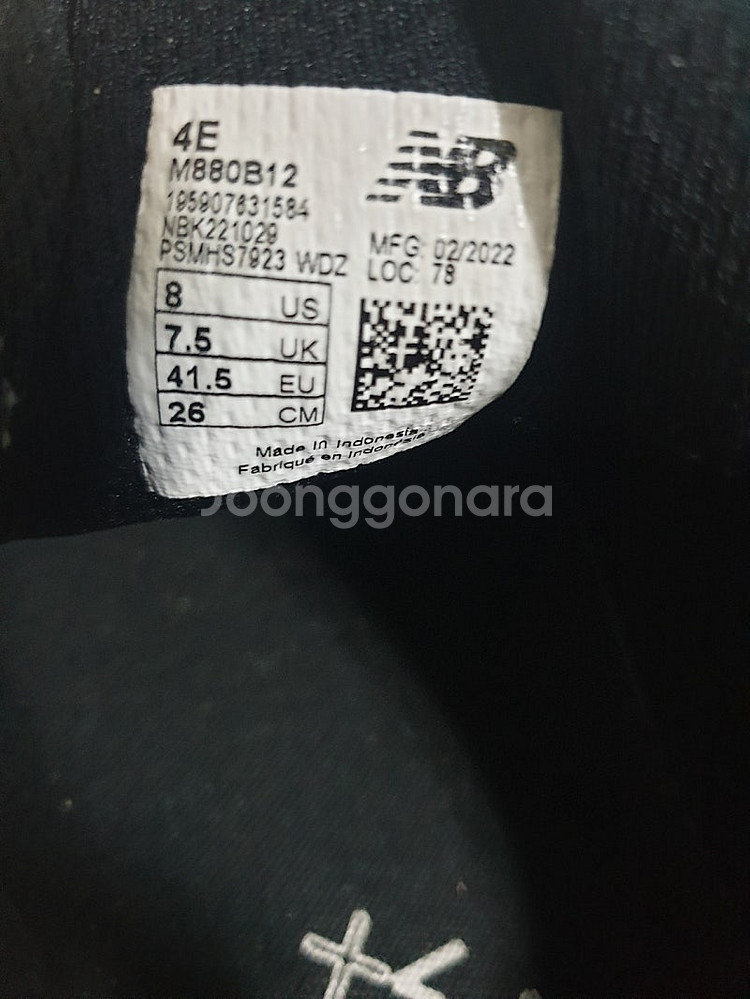 4E
M880B12
195907631584
NBK221029
PSMHS7923 WDZ
NB
MFG: 02/2022
LOC: 78
8 US
7.5 UK
41.5 EU
26 CM
Made in Indonesia
Fabriqué en Indonésie
Joonggonara